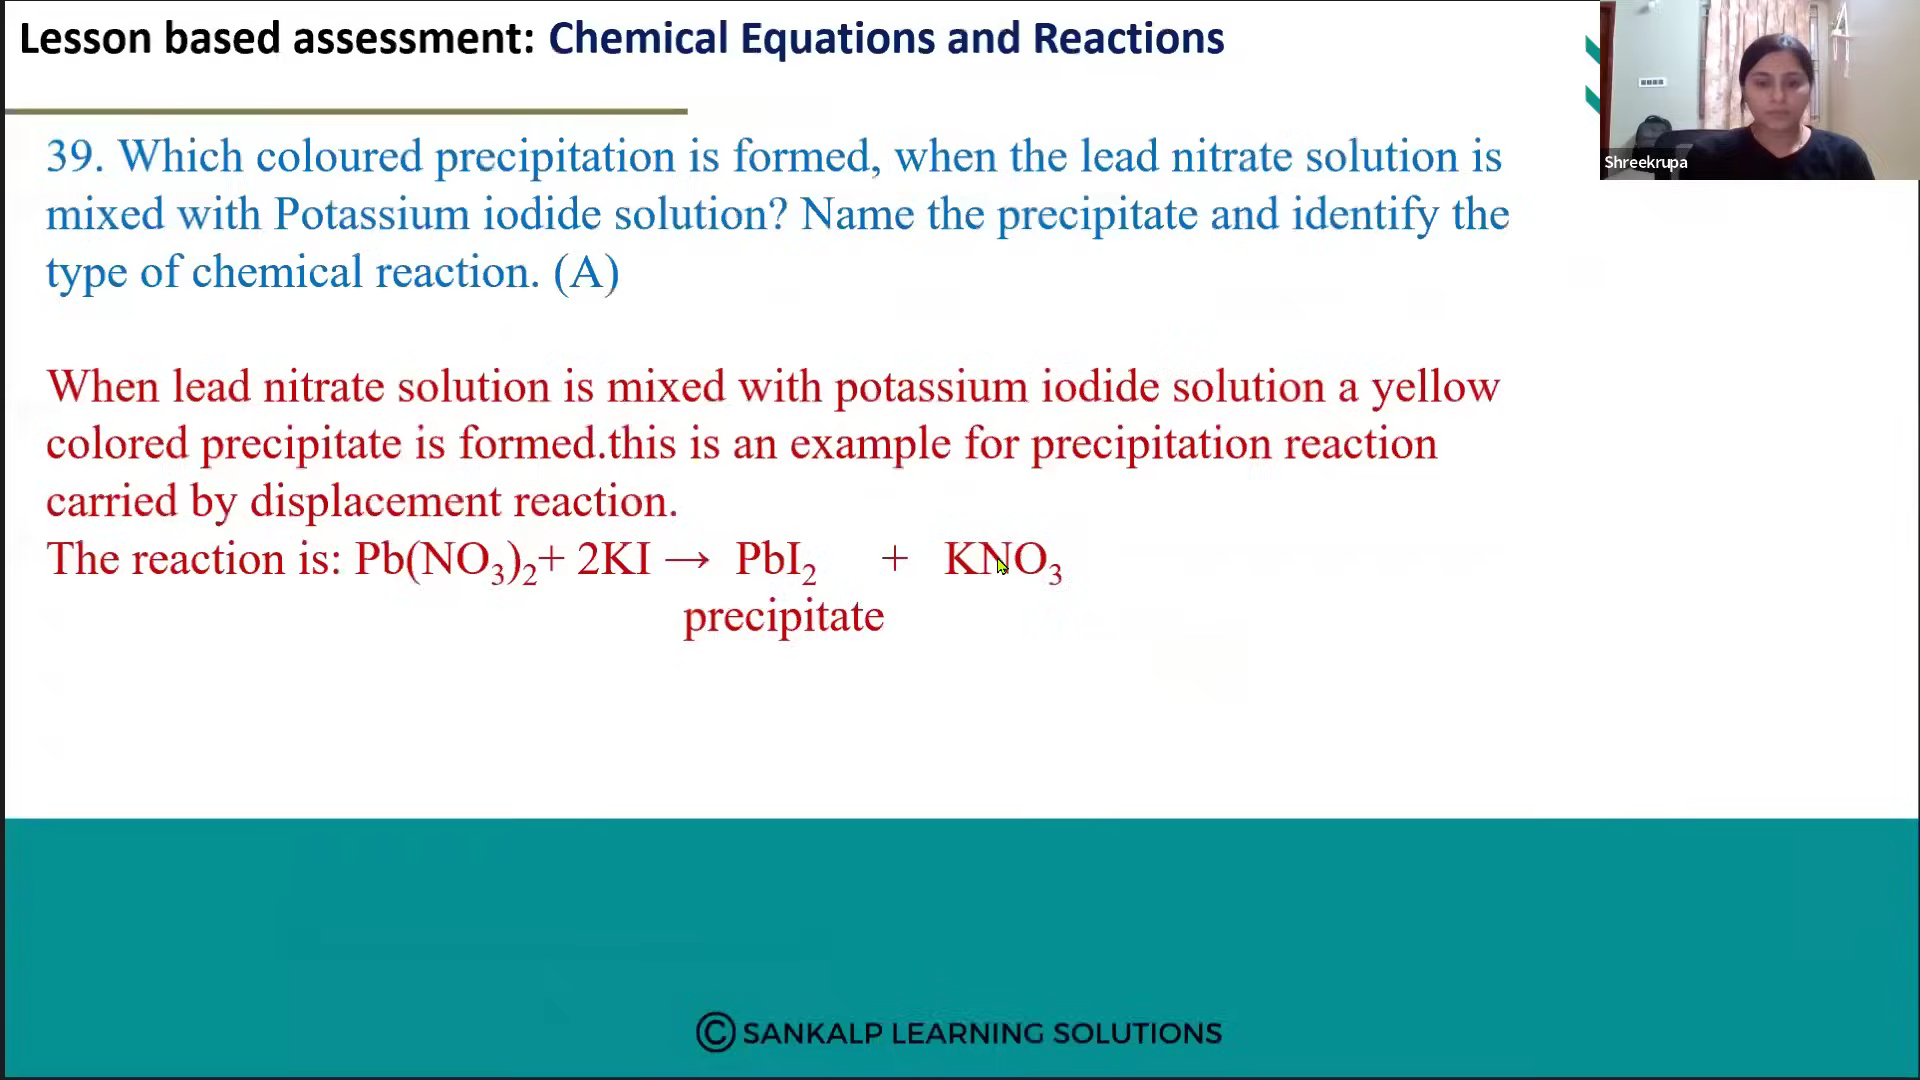 Lesson based assessment: Chemical Equations and Reactions
Shreekrupa
39. Which coloured precipitation is formed, when the lead nitrate solution is
mixed with Potassium iodide solution? Name the precipitate and identify the
type of chemical reaction. (A)
When lead nitrate solution is mixed with potassium iodide solution a yellow
colored precipitate is formed.this is an example for precipitation reaction
carried by displacement reaction.
The reaction is: Pb(NO₃)₂+ 2KI → PbI₂ + KNO₃
precipitate
© SANKALP LEARNING SOLUTIONS